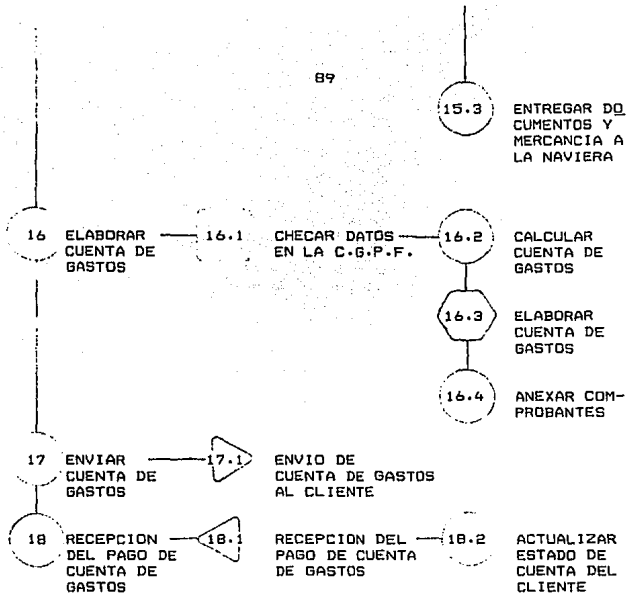 89
15.3 ENTREGAR DO
CUMENTOS Y
MERCANCIA A
LA NAVIERA
16 ELABORAR
CUENTA DE
GASTOS
16.1 CHECAR DATOS
EN LA C.G.P.F.
16.2 CALCULAR
CUENTA DE
GASTOS
16.3 ELABORAR
CUENTA DE
GASTOS
16.4 ANEXAR COM-
PROBANTES
17 ENVIAR
CUENTA DE
GASTOS
17.1 ENVIO DE
CUENTA DE GASTOS
AL CLIENTE
18 RECEPCION
DEL PAGO DE
CUENTA DE
GASTOS
18.1 RECEPCION DEL
PAGO DE CUENTA
DE GASTOS
18.2 ACTUALIZAR
ESTADO DE
CUENTA DEL
CLIENTE